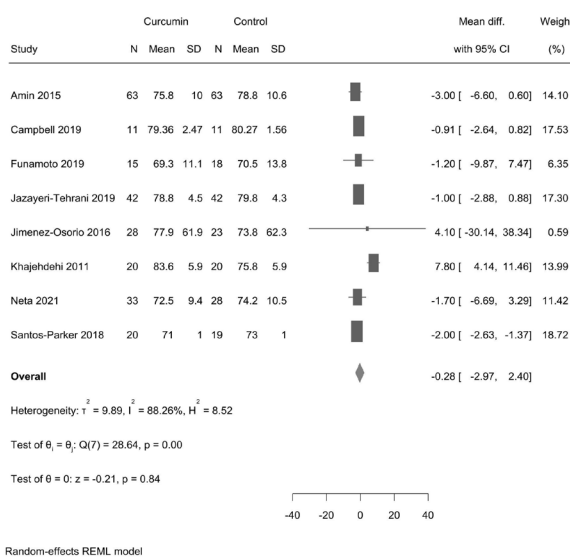 Curcumin Control Mean diff. Weigh
Study N Mean SD N Mean SD with 95% CI (%)
Amin 2015 63 75.8 10 63 78.8 10.6 -3.00 [ -6.60, 0.60] 14.10
Campbell 2019 11 79.36 2.47 11 80.27 1.56 -0.91 [ -2.64, 0.82] 17.53
Funamoto 2019 15 69.3 11.1 18 70.5 13.8 -1.20 [ -9.87, 7.47] 6.35
Jazayeri-Tehrani 2019 42 78.8 4.5 42 79.8 4.3 -1.00 [ -2.88, 0.88] 17.30
Jimenez-Osorio 2016 28 77.9 61.9 23 73.8 62.3 4.10 [ -30.14, 38.34] 0.59
Khajehdehi 2011 20 83.6 5.9 20 75.8 5.9 7.80 [ 4.14, 11.46] 13.99
Neta 2021 33 72.5 9.4 28 74.2 10.5 -1.70 [ -6.69, 3.29] 11.42
Santos-Parker 2018 20 71 1 19 73 1 -2.00 [ -2.63, -1.37] 18.72
Overall -0.28 [ -2.97, 2.40]
Heterogeneity: τ² = 9.89, I² = 88.26%, H² = 8.52
Test of θi = θj: Q(7) = 28.64, p = 0.00
Test of θ = 0: z = -0.21, p = 0.84
-40 -20 0 20 40
Random-effects REML model